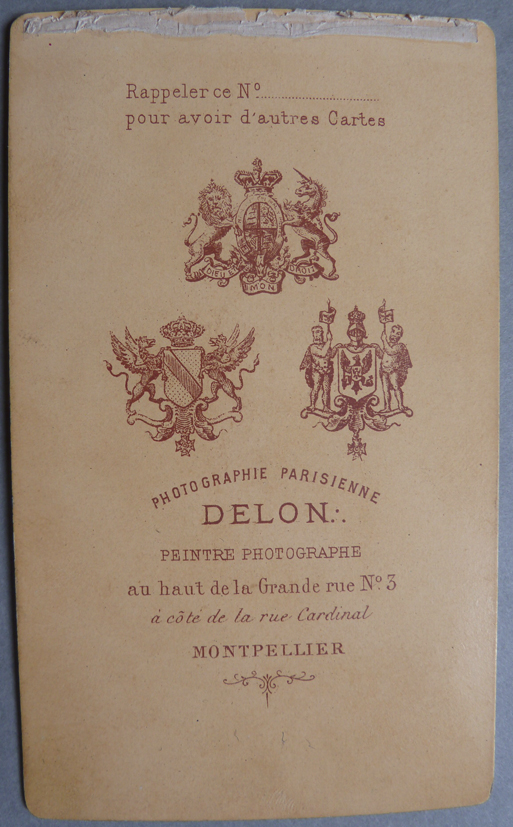 Rappeler ce Nº..............................
pour avoir d'autres Cartes
DIEU ET MON DROIT
PHOTOGRAPHIE PARISIENNE
DELON∴
PEINTRE PHOTOGRAPHE
au haut de la Grande rue Nº 3
à côté de la rue Cardinal
MONTPELLIER